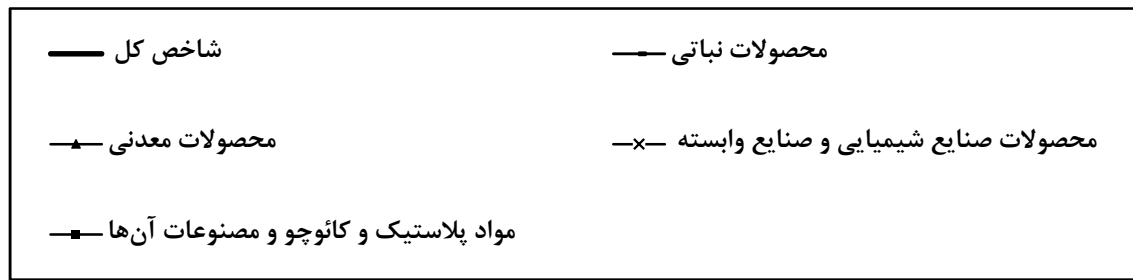 محصولات نباتی
شاخص کل
محصولات صنایع شیمیایی و صنایع وابسته
محصولات معدنی
مواد پلاستیک و کائوچو و مصنوعات آن‌ها